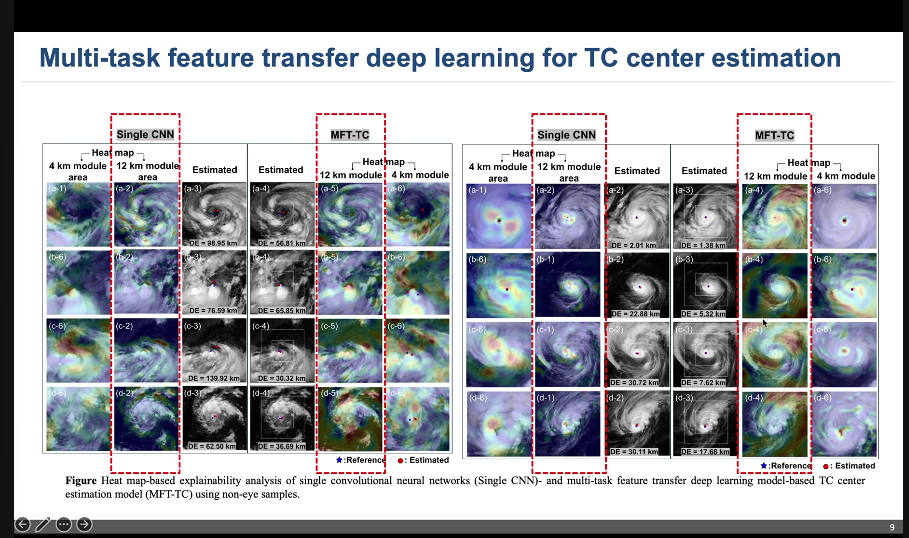 Multi-task feature transfer deep learning for TC center estimation
Single CNN
MFT-TC
Heat map
4 km module area
12 km module area
Estimated
Estimated
Heat map
12 km module
4 km module
(a-1) (a-2) (a-3) (a-4) (a-5) (a-6)
DE = 98.95 km DE = 56.81 km
(b-6) (b-2) (b-3) (b-4) (b-5) (b-6)
DE = 76.59 km DE = 65.85 km
(c-6) (c-2) (c-3) (c-4) (c-5) (c-6)
DE = 139.92 km DE = 30.32 km
(d-6) (d-2) (d-3) (d-4) (d-5) (d-6)
DE = 62.50 km DE = 36.69 km
:Reference : Estimated
Single CNN
MFT-TC
Heat map
4 km module area
12 km module area
Estimated
Estimated
Heat map
12 km module
4 km module
(a-1) (a-2) (a-2) (a-3) (a-4) (a-6)
DE = 2.01 km DE = 1.38 km
(b-6) (b-1) (b-2) (b-3) (b-4) (b-6)
DE = 22.88 km DE = 5.32 km
(c-6) (c-1) (c-2) (c-3) (c-4) (c-6)
DE = 30.72 km DE = 7.62 km
(d-6) (d-1) (d-2) (d-3) (d-4) (d-6)
DE = 30.11 km DE = 17.68 km
:Reference : Estimated
Figure Heat map-based explainability analysis of single convolutional neural networks (Single CNN)- and multi-task feature transfer deep learning model-based TC center
estimation model (MFT-TC) using non-eye samples.
9